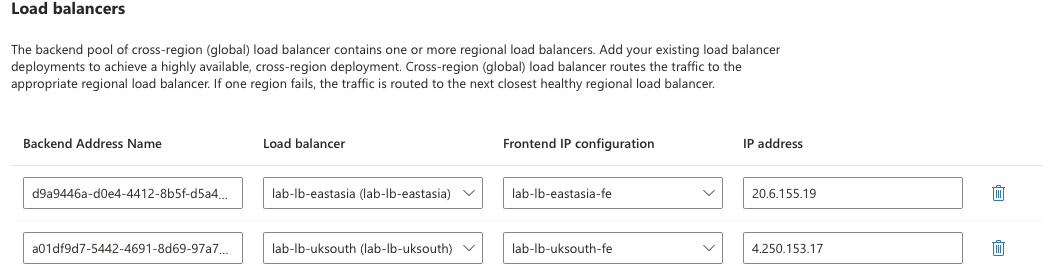 Load balancers
The backend pool of cross-region (global) load balancer contains one or more regional load balancers. Add your existing load balancer
deployments to achieve a highly available, cross-region deployment. Cross-region (global) load balancer routes the traffic to the
appropriate regional load balancer. If one region fails, the traffic is routed to the next closest healthy regional load balancer.
Backend Address Name Load balancer Frontend IP configuration IP address
d9a9446a-d0e4-4412-8b5f-d5a4... lab-lb-eastasia (lab-lb-eastasia) lab-lb-eastasia-fe 20.6.155.19
a01df9d7-5442-4691-8d69-97a7... lab-lb-uksouth (lab-lb-uksouth) lab-lb-uksouth-fe 4.250.153.17